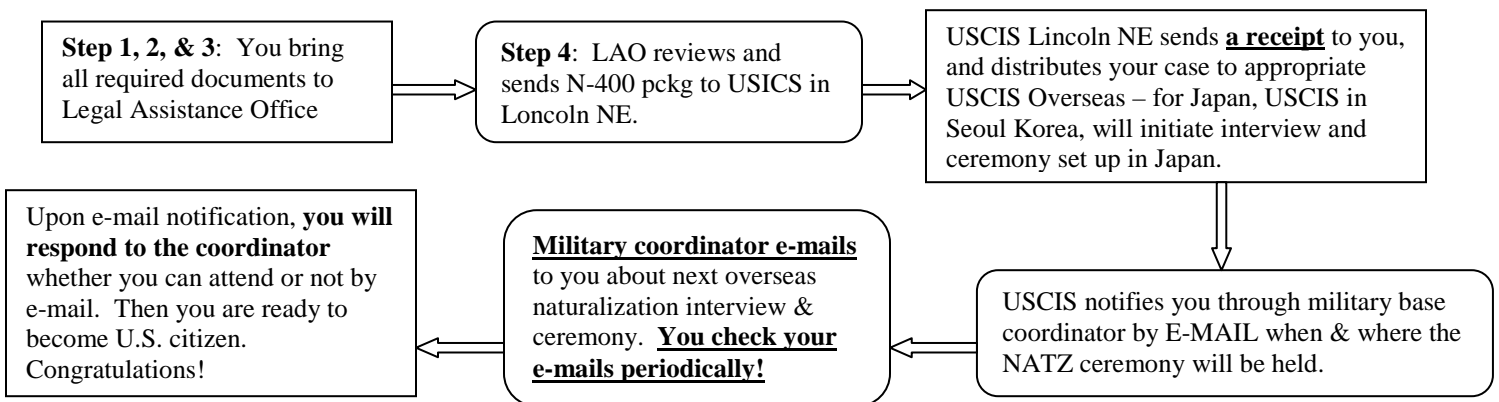 Step 1, 2, & 3:  You bring
all required documents to
Legal Assistance Office
Step 4:  LAO reviews and
sends N-400 pckg to USICS in
Loncoln NE.
USCIS Lincoln NE sends a receipt to you,
and distributes your case to appropriate
USCIS Overseas – for Japan, USCIS in
Seoul Korea, will initiate interview and
ceremony set up in Japan.
USCIS notifies you through military base
coordinator by E-MAIL when & where the
NATZ ceremony will be held.
Military coordinator e-mails
to you about next overseas
naturalization interview &
ceremony.  You check your
e-mails periodically!
Upon e-mail notification, you will
respond to the coordinator
whether you can attend or not by
e-mail.  Then you are ready to
become U.S. citizen.
Congratulations!